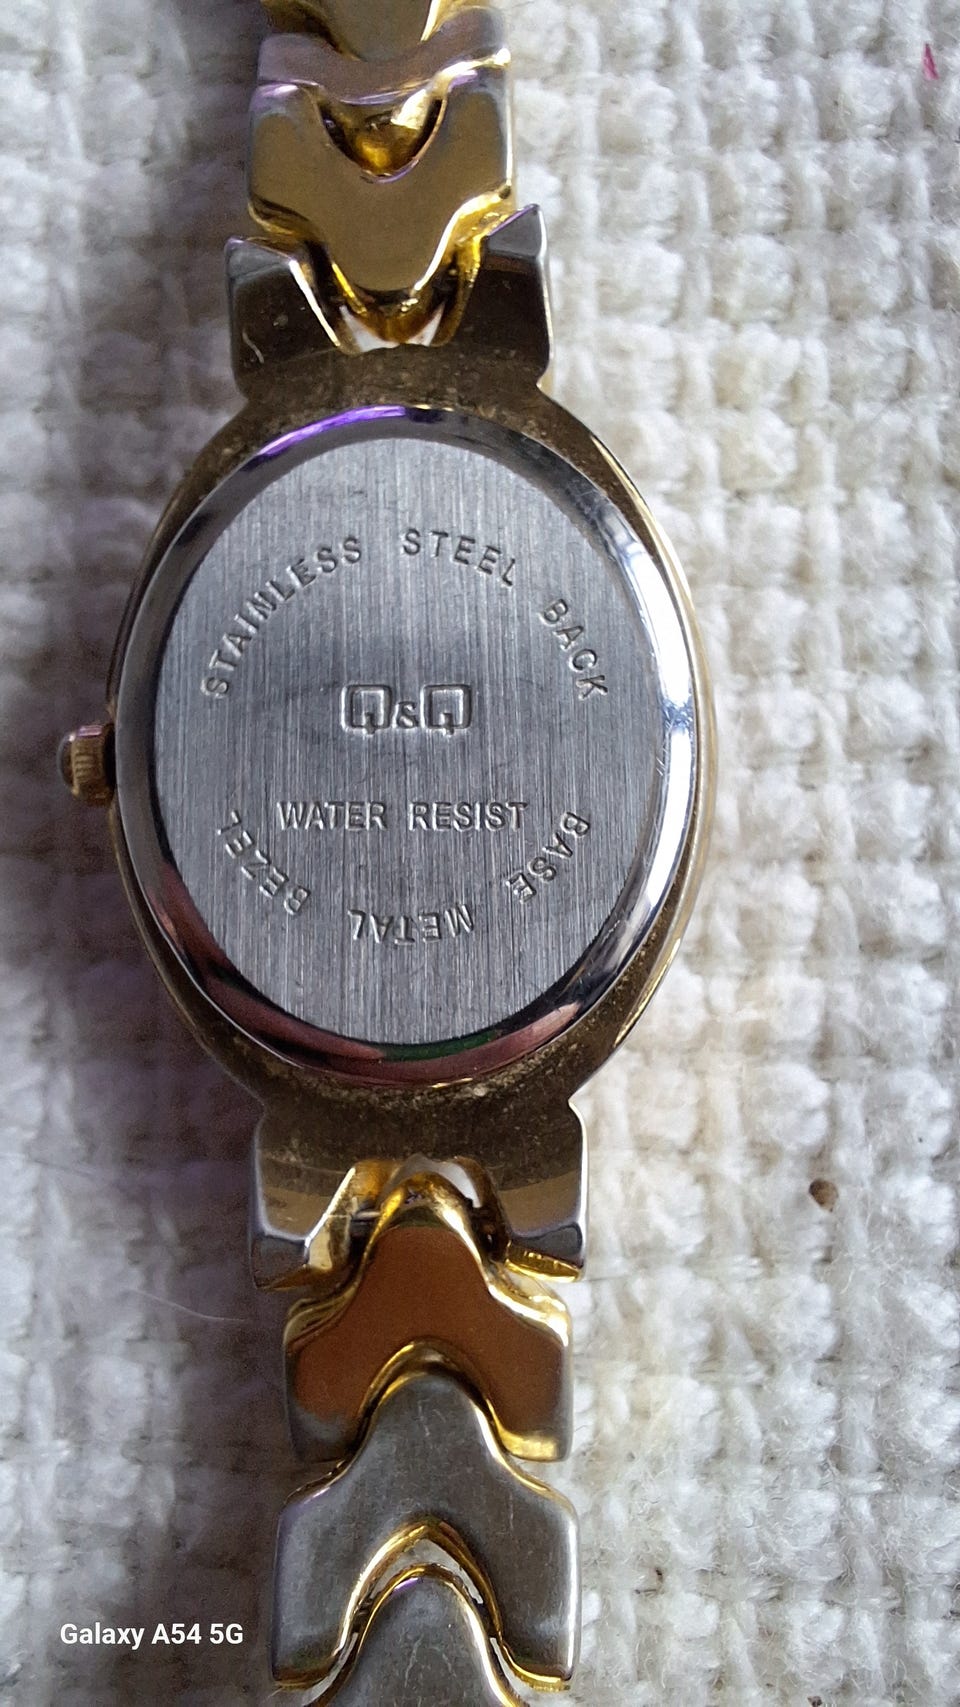 STAINLESS STEEL BACK
Q&Q
WATER RESIST
BASE METAL BEZEL
Galaxy A54 5G